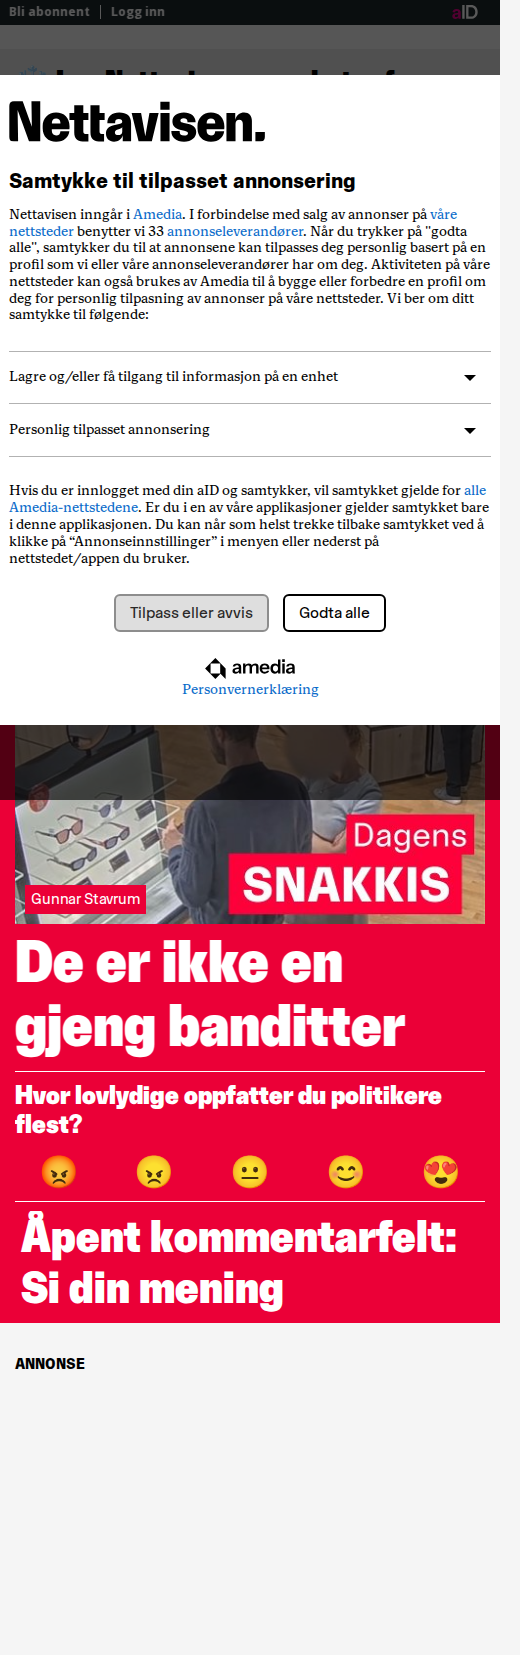 Bli abonnent
Logg inn
aID
Nettavisen.
Samtykke til tilpasset annonsering
Nettavisen inngår i Amedia. I forbindelse med salg av annonser på våre
nettsteder benytter vi 33 annonseleverandører. Når du trykker på "godta
alle", samtykker du til at annonsene kan tilpasses deg personlig basert på en
profil som vi eller våre annonseleverandører har om deg. Aktiviteten på våre
nettsteder kan også brukes av Amedia til å bygge eller forbedre en profil om
deg for personlig tilpasning av annonser på våre nettsteder. Vi ber om ditt
samtykke til følgende:
Lagre og/eller få tilgang til informasjon på en enhet
Personlig tilpasset annonsering
Hvis du er innlogget med din aID og samtykker, vil samtykket gjelde for alle
Amedia-nettstedene. Er du i en av våre applikasjoner gjelder samtykket bare
i denne applikasjonen. Du kan når som helst trekke tilbake samtykket ved å
klikke på “Annonseinnstillinger” i menyen eller nederst på
nettstedet/appen du bruker.
Tilpass eller avvis
Godta alle
amedia
Personvernerklæring
Dagens
SNAKKIS
Gunnar Stavrum
De er ikke en
gjeng banditter
Hvor lovlydige oppfatter du politikere
flest?
Åpent kommentarfelt:
Si din mening
ANNONSE